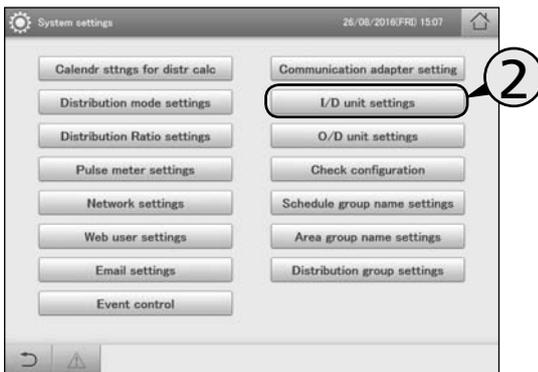 System settings
26/08/2016(FRI) 15:07
Calendr sttngs for distr calc
Communication adapter setting
2
Distribution mode settings
I/D unit settings
Distribution Ratio settings
O/D unit settings
Pulse meter settings
Check configuration
Network settings
Schedule group name settings
Web user settings
Area group name settings
Email settings
Distribution group settings
Event control